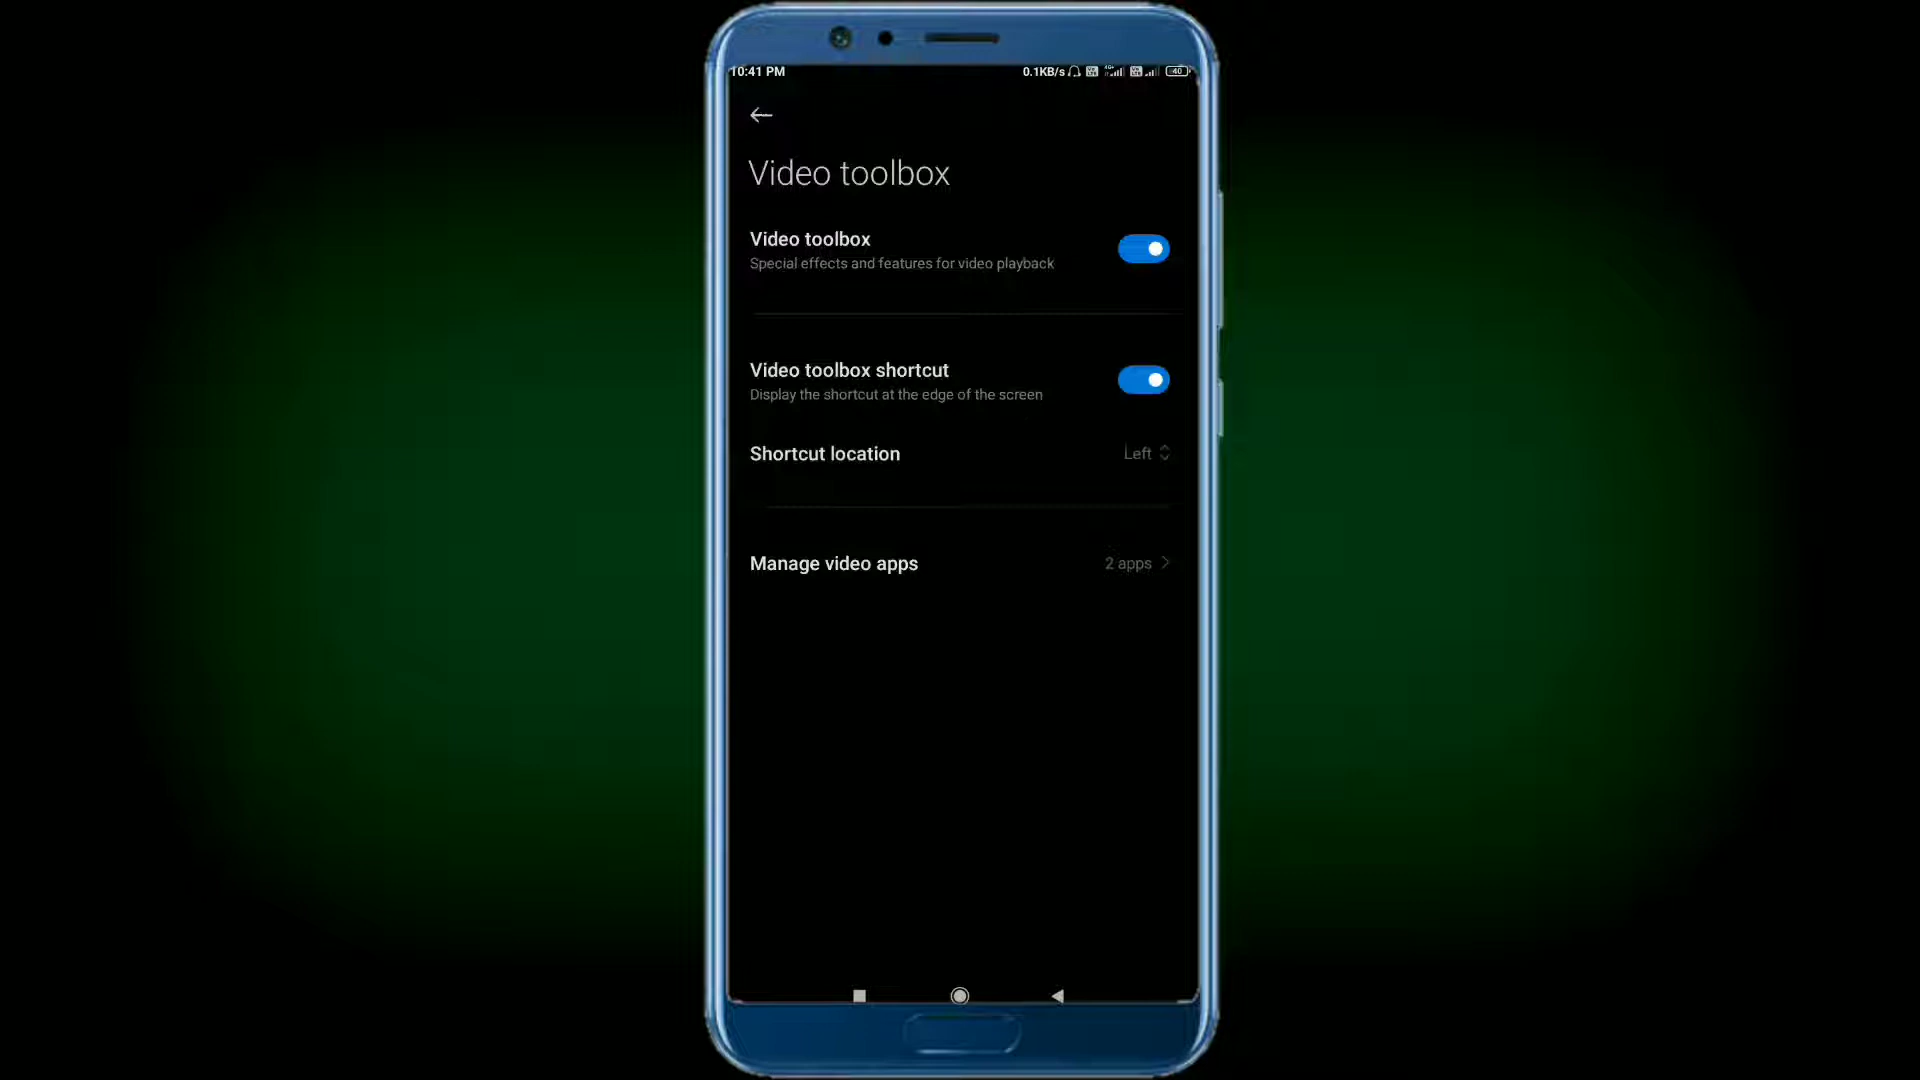 10:41 PM 0.1KB/s 40
Video toolbox
Video toolbox
Special effects and features for video playback
Video toolbox shortcut
Display the shortcut at the edge of the screen
Shortcut location Left
Manage video apps 2 apps